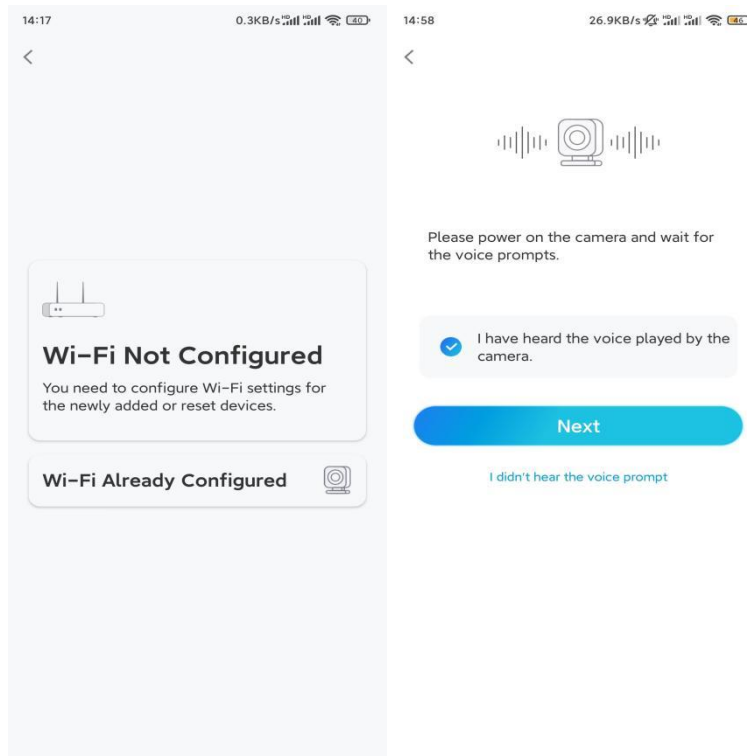 14:17
0.3KB/s
40
Wi-Fi Not Configured
You need to configure Wi-Fi settings for
the newly added or reset devices.
Wi-Fi Already Configured
14:58
26.9KB/s
46
Please power on the camera and wait for
the voice prompts.
I have heard the voice played by the
camera.
Next
I didn't hear the voice prompt